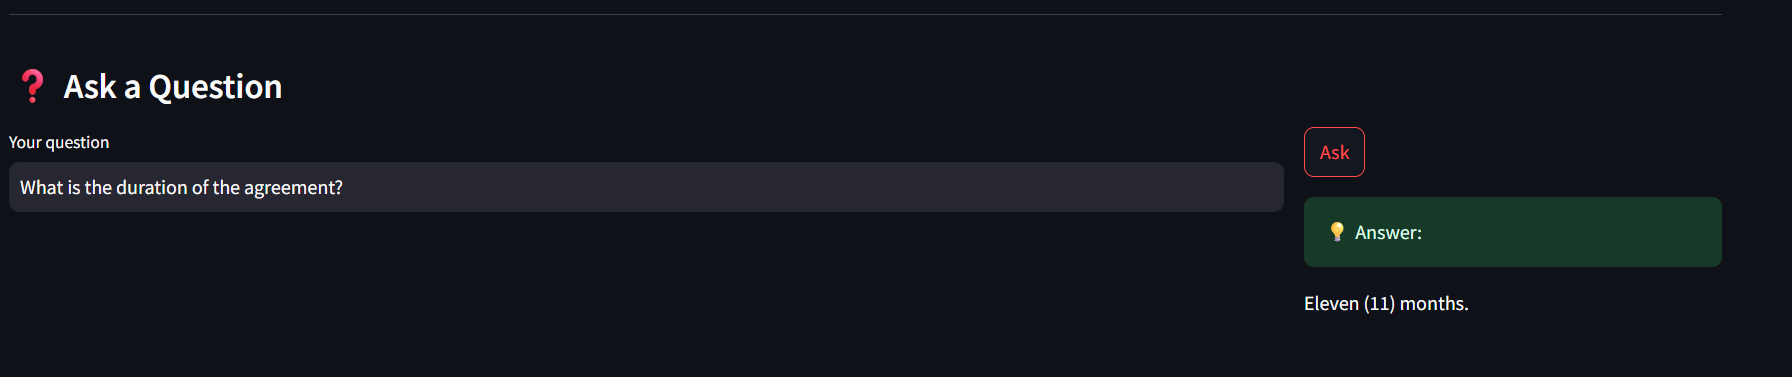 ❓ Ask a Question
Your question
What is the duration of the agreement?
Ask
💡 Answer:
Eleven (11) months.